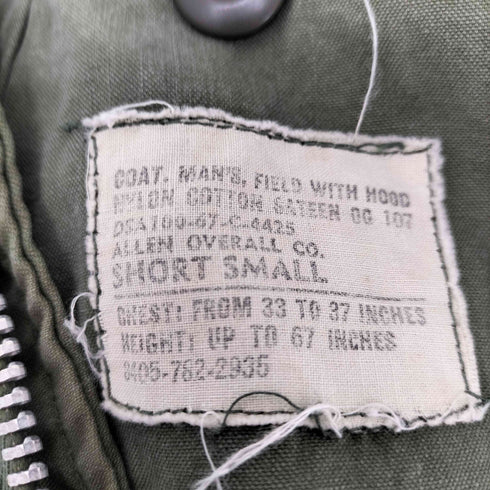 COAT, MAN'S, FIELD WITH HOOD
NYLON COTTON SATEEN OG 107
DSA100-67-C-4425
ALLEN OVERALL CO.
SHORT SMALL
CHEST: FROM 33 TO 37 INCHES
HEIGHT: UP TO 67 INCHES
8405-782-2935